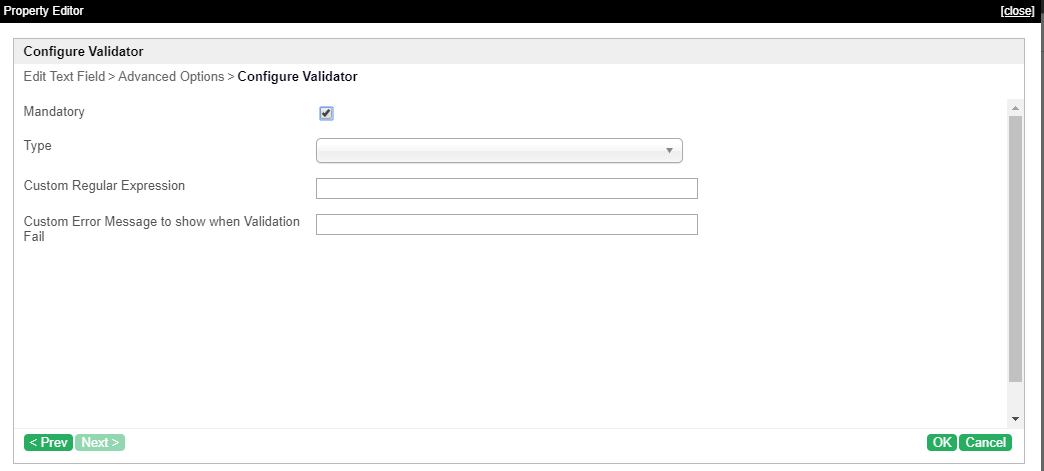 Property Editor [close]
Configure Validator
Edit Text Field > Advanced Options > Configure Validator
Mandatory
Type
Custom Regular Expression
Custom Error Message to show when Validation
Fail
< Prev Next > OK Cancel